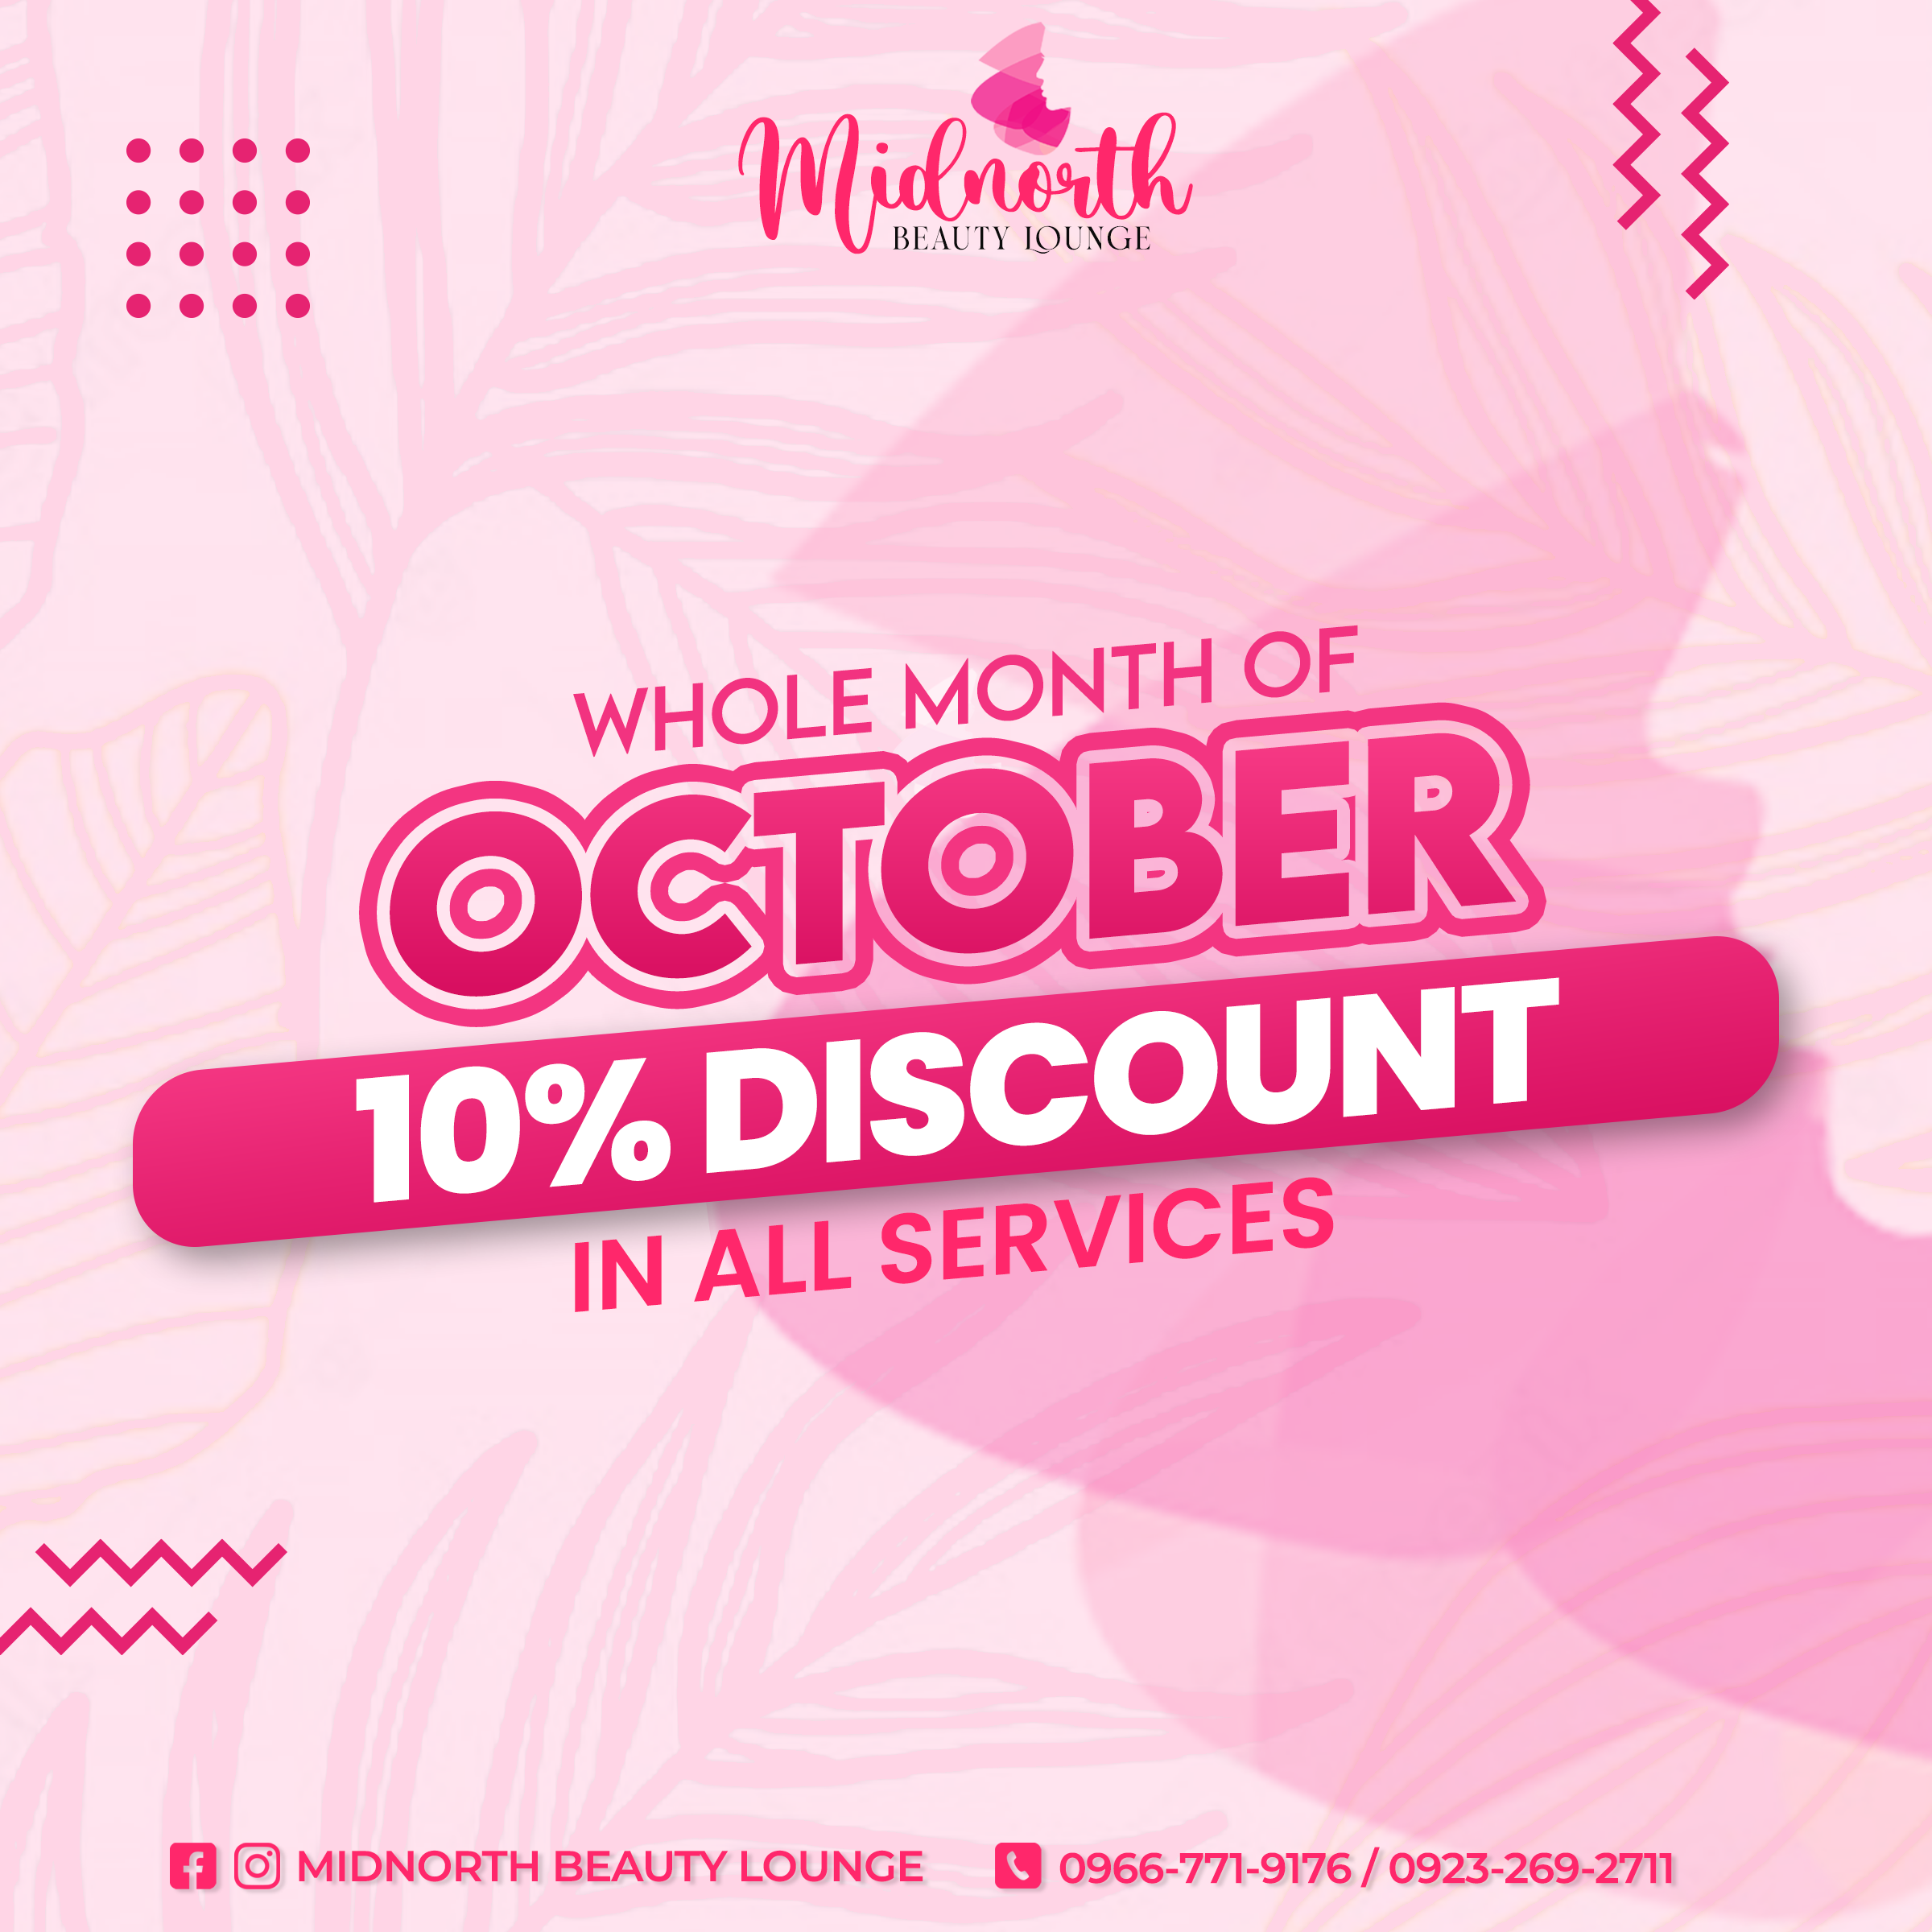 Midnorth
BEAUTY LOUNGE
WHOLE MONTH OF
OCTOBER
10% DISCOUNT
IN ALL SERVICES
MIDNORTH BEAUTY LOUNGE
0966-771-9176 / 0923-269-2711